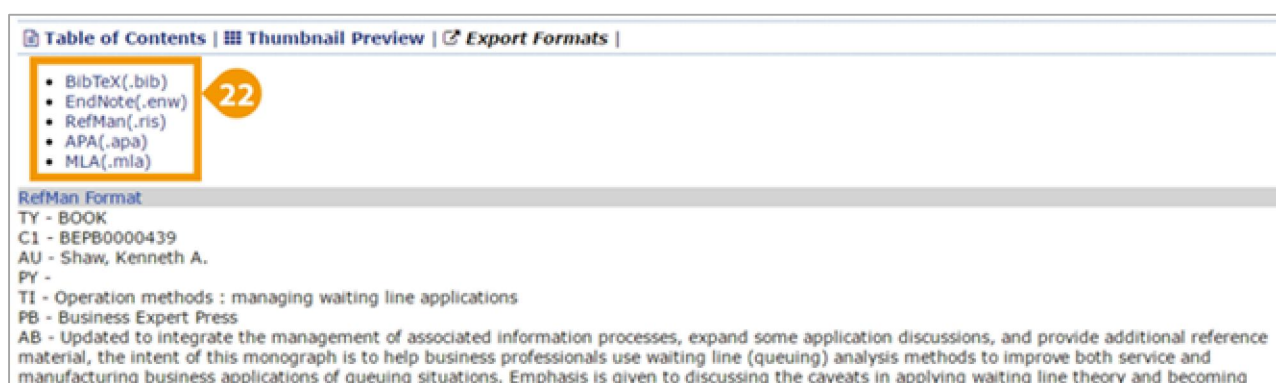 Table of Contents | Thumbnail Preview | Export Formats |
• BibTeX(.bib)
• EndNote(.enw)
• RefMan(.ris)
• APA(.apa)
• MLA(.mla)
22
RefMan Format
TY - BOOK
C1 - BEPB0000439
AU - Shaw, Kenneth A.
PY -
TI - Operation methods : managing waiting line applications
PB - Business Expert Press
AB - Updated to integrate the management of associated information processes, expand some application discussions, and provide additional reference
material, the intent of this monograph is to help business professionals use waiting line (queuing) analysis methods to improve both service and
manufacturing business applications of queuing situations. Emphasis is given to discussing the caveats in applying waiting line theory and becoming